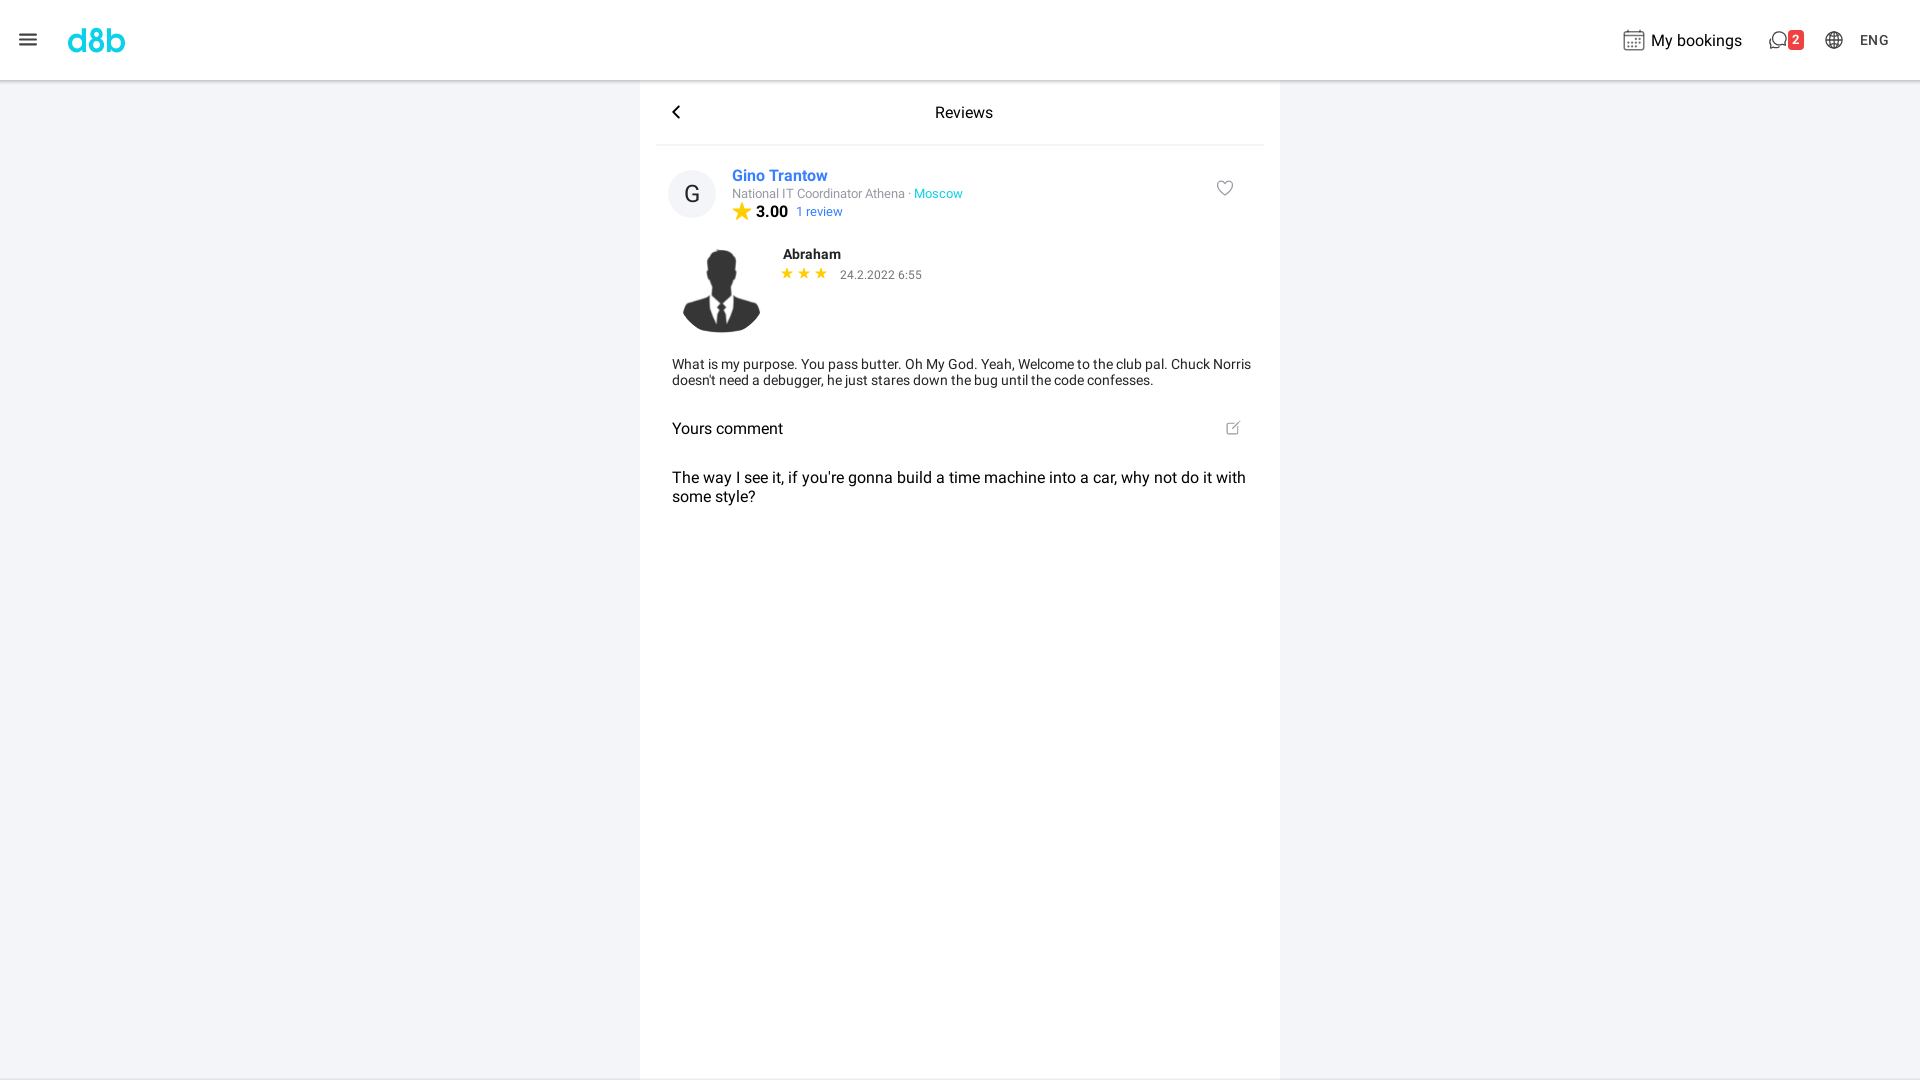 d8b
My bookings
2
ENG
Reviews
G
Gino Trantow
National IT Coordinator Athena · Moscow
3.00 1 review
Abraham
24.2.2022 6:55
What is my purpose. You pass butter. Oh My God. Yeah, Welcome to the club pal. Chuck Norris
doesn't need a debugger, he just stares down the bug until the code confesses.
Yours comment
The way I see it, if you're gonna build a time machine into a car, why not do it with
some style?